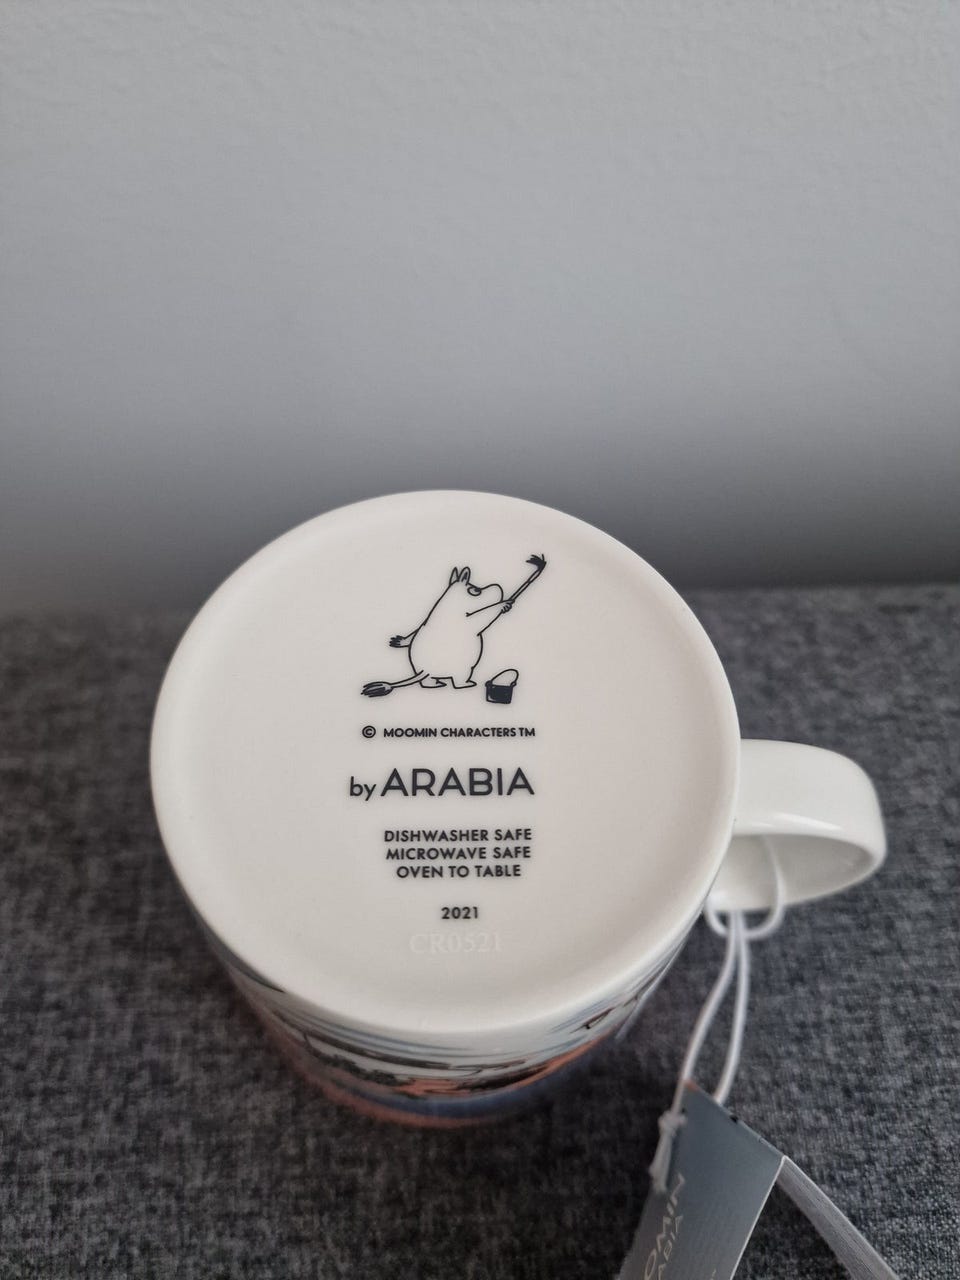 © MOOMIN CHARACTERS TM
by ARABIA
DISHWASHER SAFE
MICROWAVE SAFE
OVEN TO TABLE
2021
CR0521